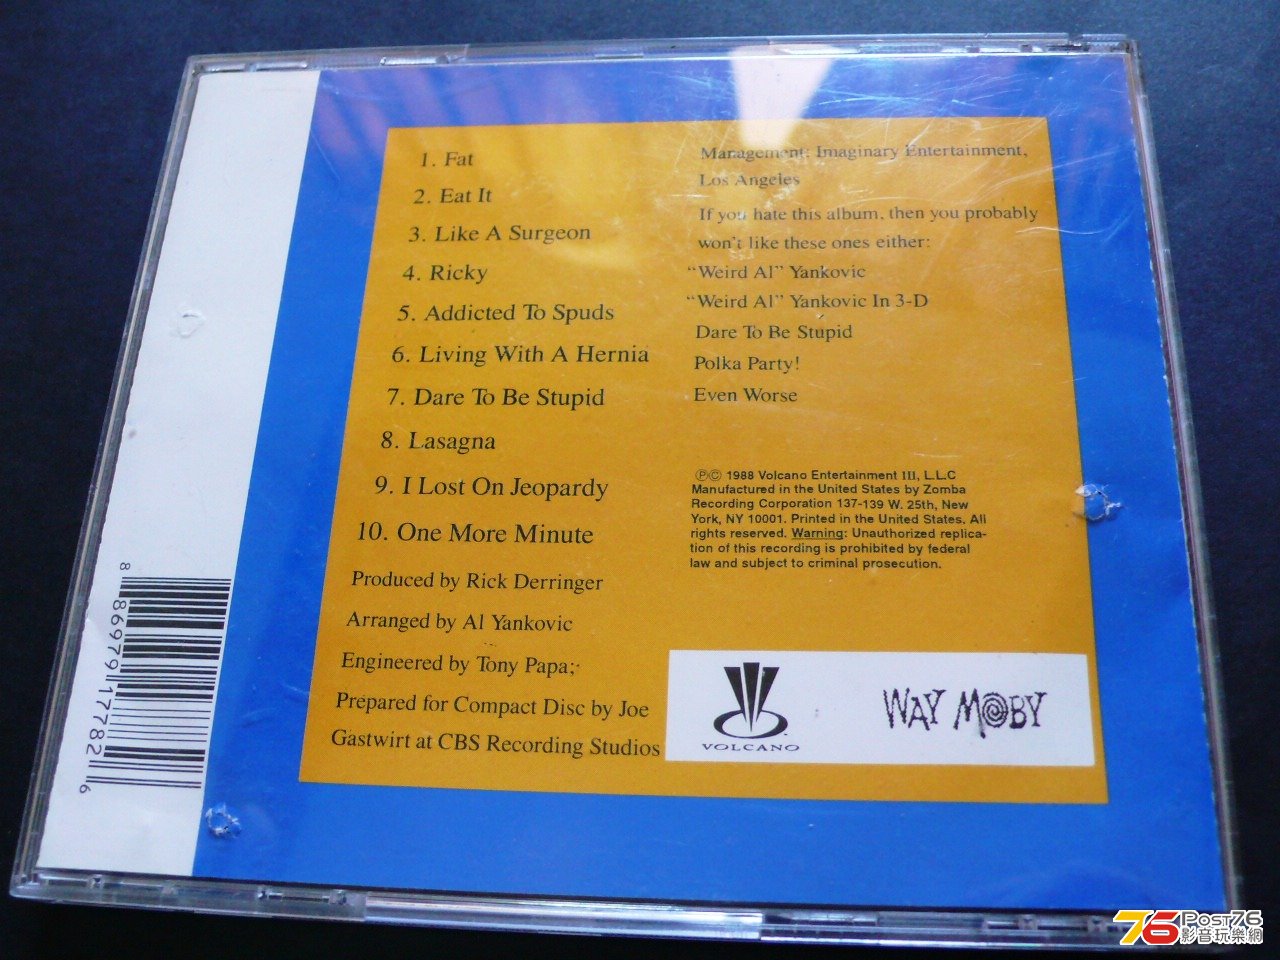 1. Fat
2. Eat It
3. Like A Surgeon
4. Ricky
5. Addicted To Spuds
6. Living With A Hernia
7. Dare To Be Stupid
8. Lasagna
9. I Lost On Jeopardy
10. One More Minute
Produced by Rick Derringer
Arranged by Al Yankovic
Engineered by Tony Papa;
Prepared for Compact Disc by Joe
Gastwirt at CBS Recording Studios
Management: Imaginary Entertainment,
Los Angeles
If you hate this album, then you probably
won't like these ones either:
"Weird Al" Yankovic
"Weird Al" Yankovic In 3-D
Dare To Be Stupid
Polka Party!
Even Worse
ⓅⒸ 1988 Volcano Entertainment III, L.L.C
Manufactured in the United States by Zomba
Recording Corporation 137-139 W. 25th, New
York, NY 10001. Printed in the United States. All
rights reserved. Warning: Unauthorized replica-
tion of this recording is prohibited by federal
law and subject to criminal prosecution.
VOLCANO
WAY MOBY
8 86979 17782 6
76 Post76
影音玩樂網